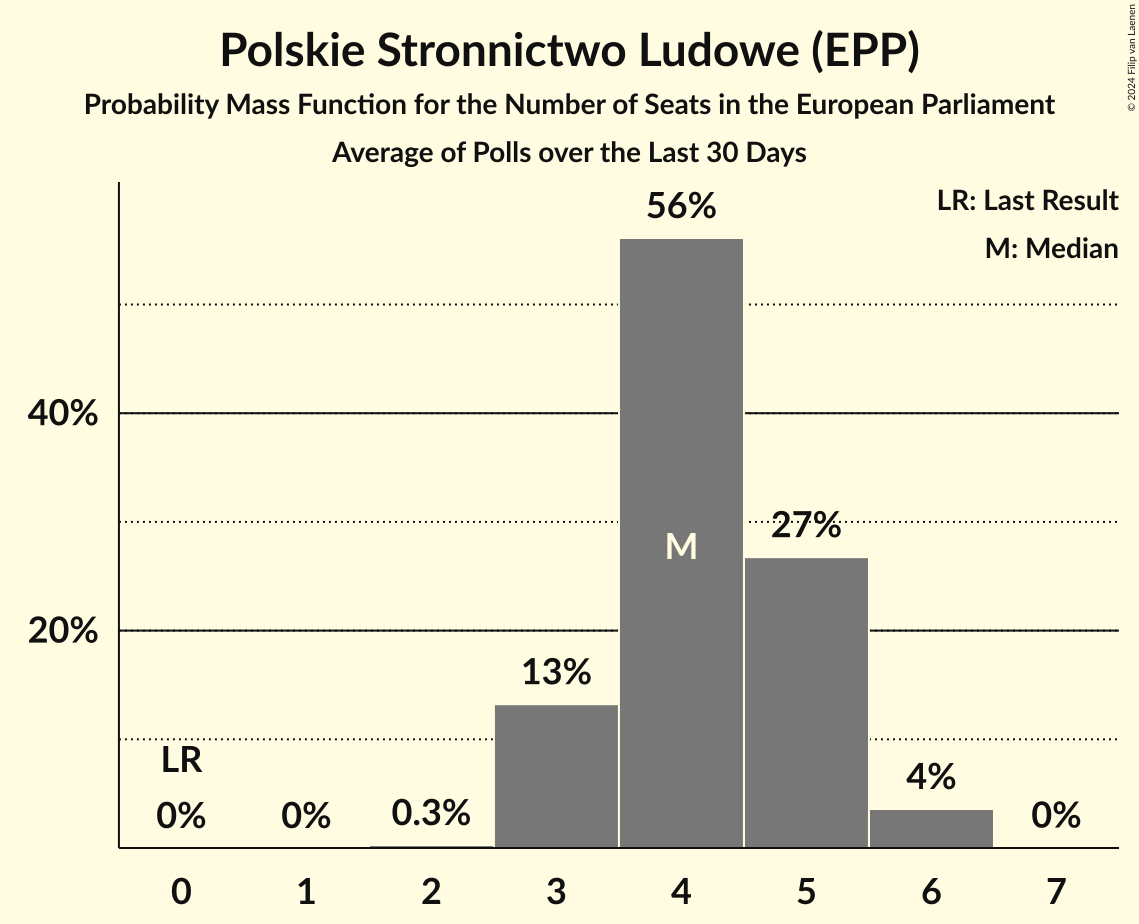 Polskie Stronnictwo Ludowe (EPP)
Probability Mass Function for the Number of Seats in the European Parliament
Average of Polls over the Last 30 Days
© 2024 Filip van Laenen
LR: Last Result
M: Median
56%
40%
27%
M
20%
13%
LR
4%
0% 0% 0.3% 0%
0 1 2 3 4 5 6 7